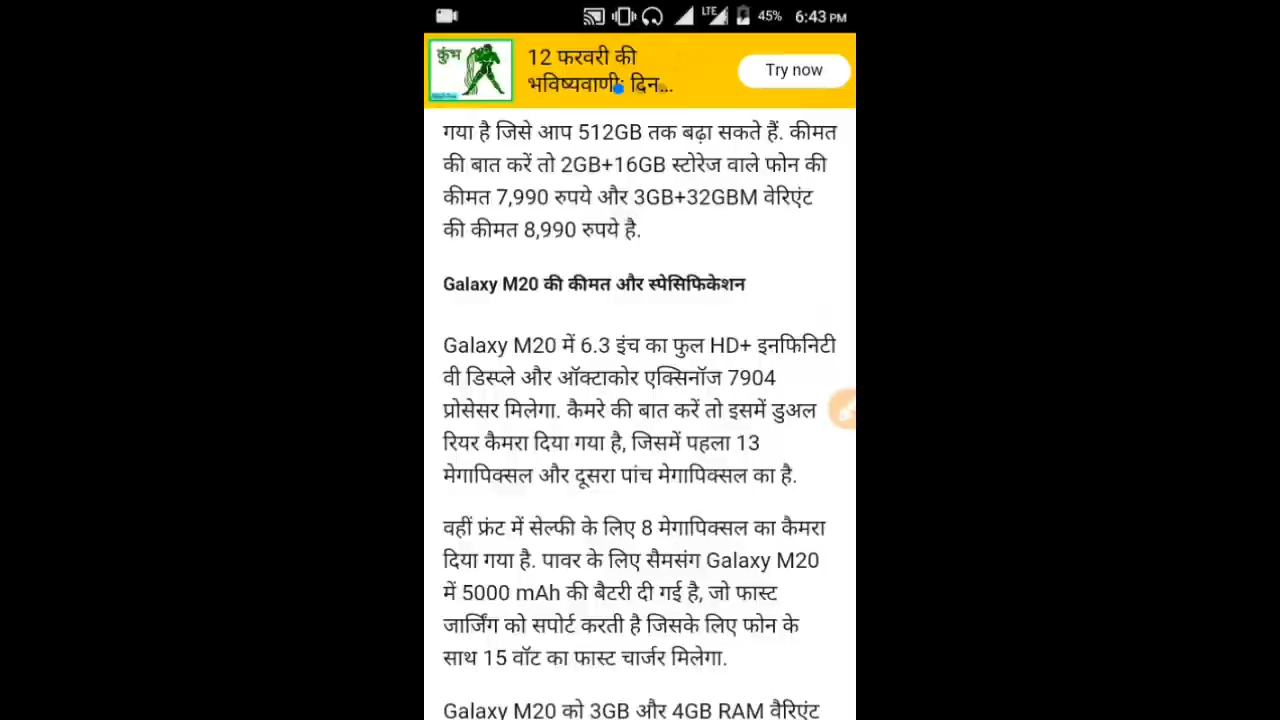 LTE 45% 6:43 PM
कुंभ
12 फरवरी की
भविष्यवाणी: दिन...
Try now
गया है जिसे आप 512GB तक बढ़ा सकते हैं. कीमत
की बात करें तो 2GB+16GB स्टोरेज वाले फोन की
कीमत 7,990 रुपये और 3GB+32GBM वेरिएंट
की कीमत 8,990 रुपये है.
Galaxy M20 की कीमत और स्पेसिफिकेशन
Galaxy M20 में 6.3 इंच का फुल HD+ इनफिनिटी
वी डिस्प्ले और ऑक्टाकोर एक्सिनॉज 7904
प्रोसेसर मिलेगा. कैमरे की बात करें तो इसमें डुअल
रियर कैमरा दिया गया है, जिसमें पहला 13
मेगापिक्सल और दूसरा पांच मेगापिक्सल का है.
वहीं फ्रंट में सेल्फी के लिए 8 मेगापिक्सल का कैमरा
दिया गया है. पावर के लिए सैमसंग Galaxy M20
में 5000 mAh की बैटरी दी गई है, जो फास्ट
जार्जिंग को सपोर्ट करती है जिसके लिए फोन के
साथ 15 वॉट का फास्ट चार्जर मिलेगा.
Galaxy M20 को 3GB और 4GB RAM वैरिएंट